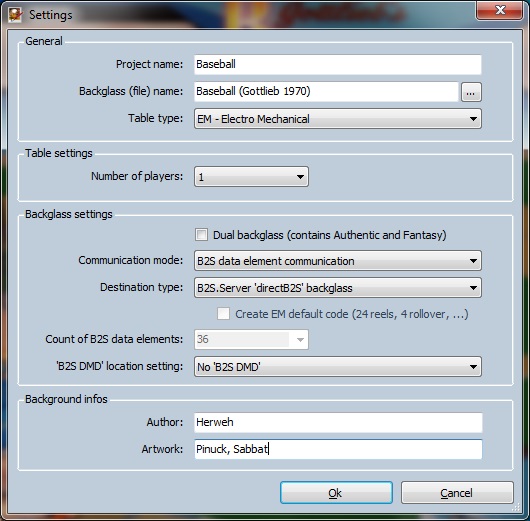 Settings
General
Project name: Baseball
Backglass (file) name: Baseball (Gottlieb 1970) ...
Table type: EM - Electro Mechanical
Table settings
Number of players: 1
Backglass settings
Dual backglass (contains Authentic and Fantasy)
Communication mode: B2S data element communication
Destination type: B2S.Server 'directB2S' backglass
Create EM default code (24 reels, 4 rollover, ...)
Count of B2S data elements: 36
'B2S DMD' location setting: No 'B2S DMD'
Background infos
Author: Herweh
Artwork: Pinuck, Sabbat
Ok Cancel